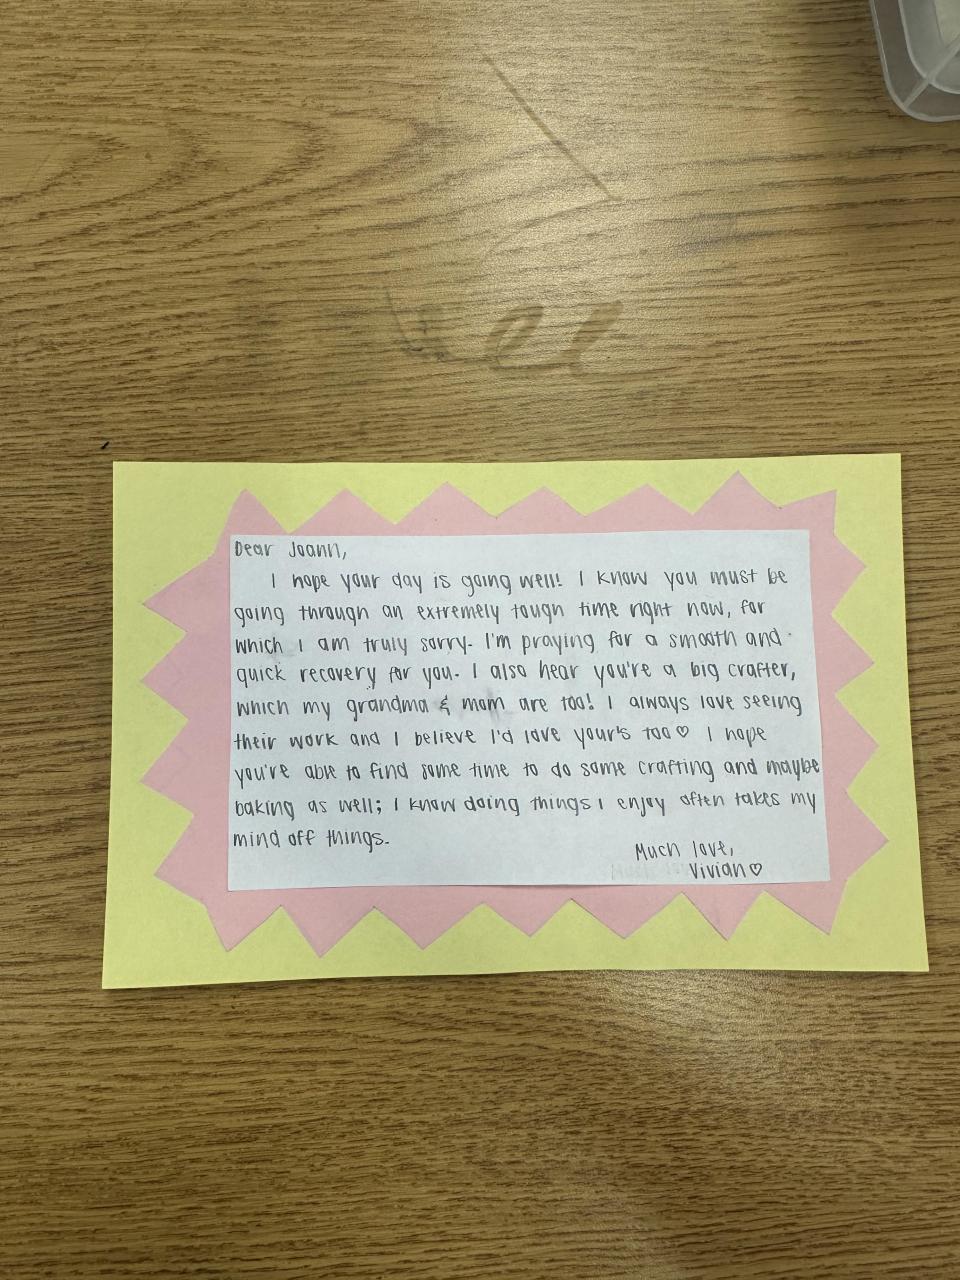 Dear Joann,
I hope your day is going well! I know you must be
going through an extremely tough time right now, for
which I am truly sorry. I'm praying for a smooth and
quick recovery for you. I also hear you're a big crafter,
which my grandma & mom are too! I always love seeing
their work and I believe I'd love your's too ♡ I hope
you're able to find some time to do some crafting and maybe
baking as well; I know doing things I enjoy often takes my
mind off things.
Much love,
Vivian ♡